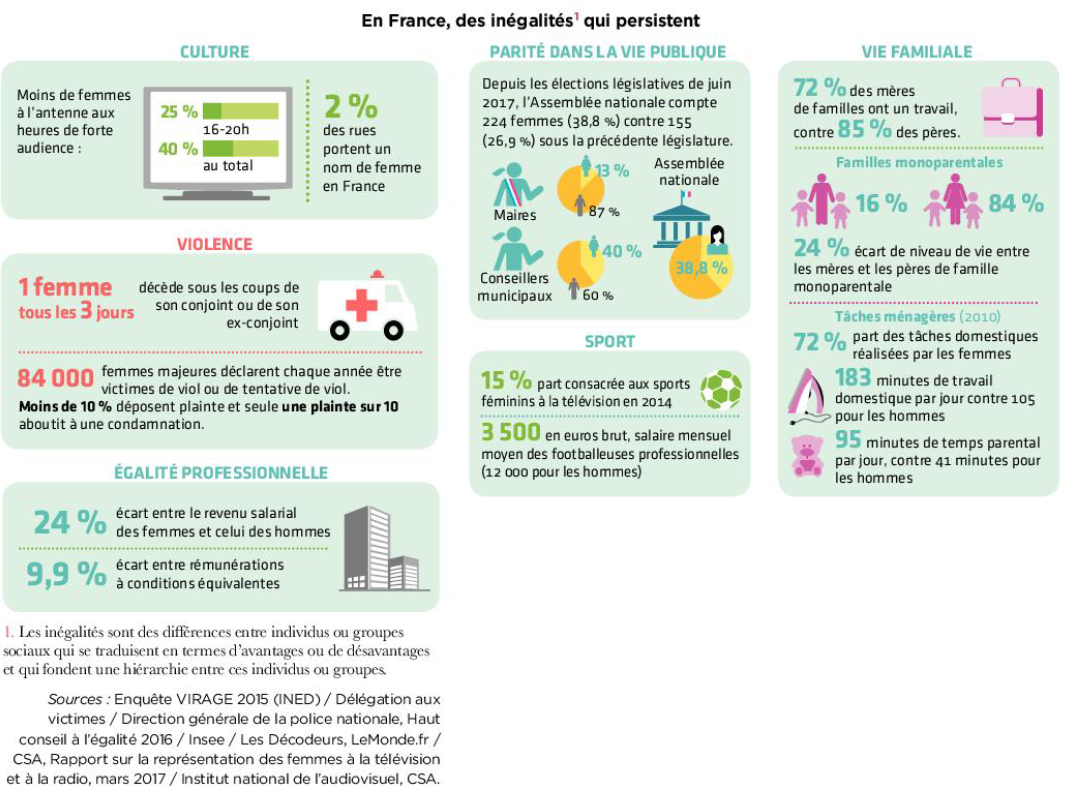 En France, des inégalités¹ qui persistent
CULTURE
Moins de femmes
à l'antenne aux
heures de forte
audience :
25 %
16-20h
40 %
au total
2 %
des rues
portent un
nom de femme
en France
VIOLENCE
1 femme
tous les 3 jours
décède sous les coups de
son conjoint ou de son
ex-conjoint
84 000 femmes majeures déclarent chaque année être
victimes de viol ou de tentative de viol.
Moins de 10 % déposent plainte et seule une plainte sur 10
aboutit à une condamnation.
ÉGALITÉ PROFESSIONNELLE
24 %
écart entre le revenu salarial
des femmes et celui des hommes
9,9 %
écart entre rémunérations
à conditions équivalentes
1. Les inégalités sont des différences entre individus ou groupes
sociaux qui se traduisent en termes d'avantages ou de désavantages
et qui fondent une hiérarchie entre ces individus ou groupes.
Sources : Enquête VIRAGE 2015 (INED) / Délégation aux
victimes / Direction générale de la police nationale, Haut
conseil à l'égalité 2016 / Insee / Les Décodeurs, LeMonde.fr /
CSA, Rapport sur la représentation des femmes à la télévision
et à la radio, mars 2017 / Institut national de l'audiovisuel, CSA.
PARITÉ DANS LA VIE PUBLIQUE
Depuis les élections législatives de juin
2017, l'Assemblée nationale compte
224 femmes (38,8 %) contre 155
(26,9 %) sous la précédente législature.
13 %
87 %
Maires
40 %
60 %
Conseillers
municipaux
Assemblée
nationale
38,8 %
SPORT
15 % part consacrée aux sports
féminins à la télévision en 2014
3 500 en euros brut, salaire mensuel
moyen des footballeuses professionnelles
(12 000 pour les hommes)
VIE FAMILIALE
72 % des mères
de familles ont un travail,
contre 85 % des pères.
Familles monoparentales
16 %
84 %
24 % écart de niveau de vie entre
les mères et les pères de famille
monoparentale
Tâches ménagères (2010)
72 % part des tâches domestiques
réalisées par les femmes
183 minutes de travail
domestique par jour contre 105
pour les hommes
95 minutes de temps parental
par jour, contre 41 minutes pour
les hommes